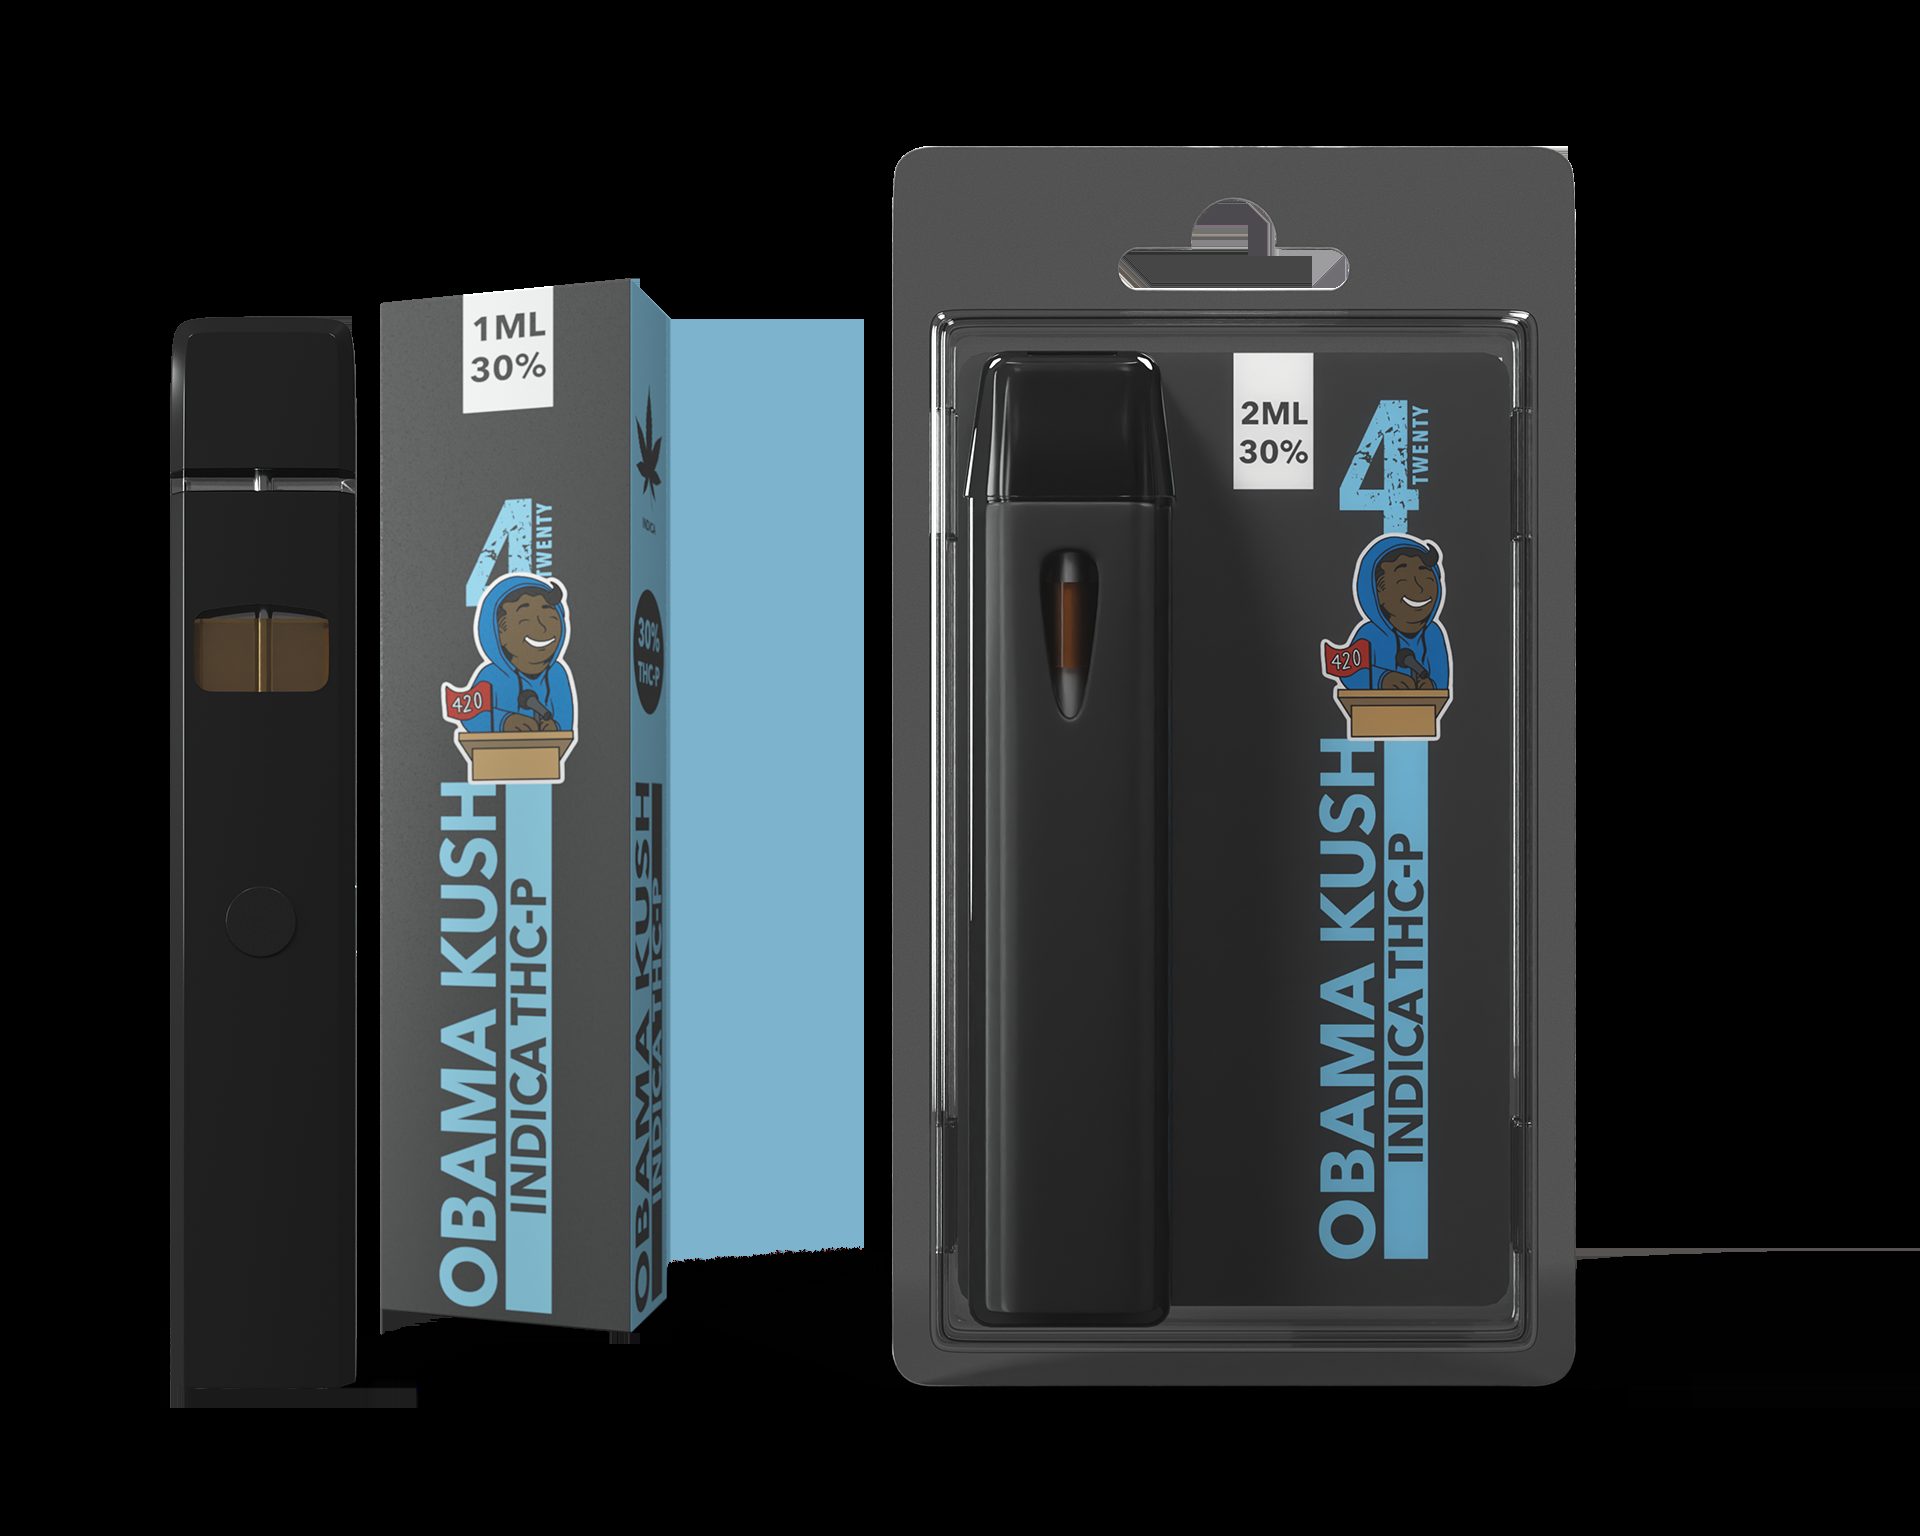 1ML
30%
4
TWENTY
420
OBAMA KUSH
INDICA THC-P
INDICA
30%
THC-P
OBAMA KUSH
INDICA THC-P
2ML
30%
4
TWENTY
420
OBAMA KUSH
INDICA THC-P